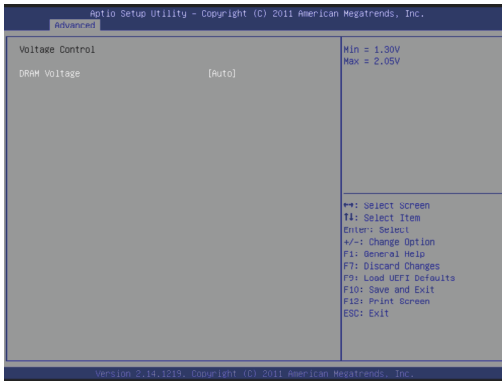 Aptio Setup Utility – Copyright (C) 2011 American Megatrends, Inc.
Advanced
Voltage Control
DRAM Voltage [Auto]
Min = 1.30V
Max = 2.05V
↔: Select Screen
↑↓: Select Item
Enter: Select
+/-: Change Option
F1: General Help
F7: Discard Changes
F9: Load UEFI Defaults
F10: Save and Exit
F12: Print Screen
ESC: Exit
Version 2.14.1219. Copyright (C) 2011 American Megatrends, Inc.